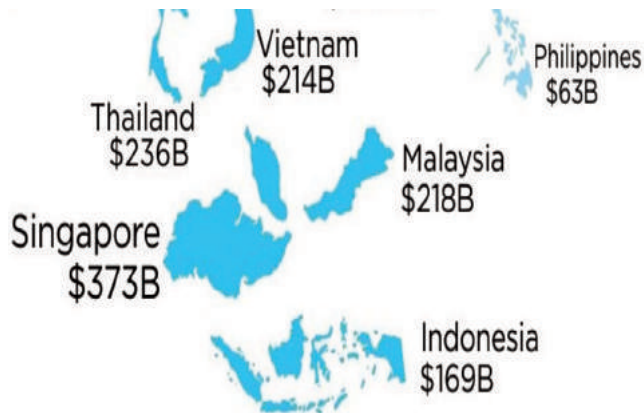 Vietnam
$214B
Philippines
$63B
Thailand
$236B
Malaysia
$218B
Singapore
$373B
Indonesia
$169B